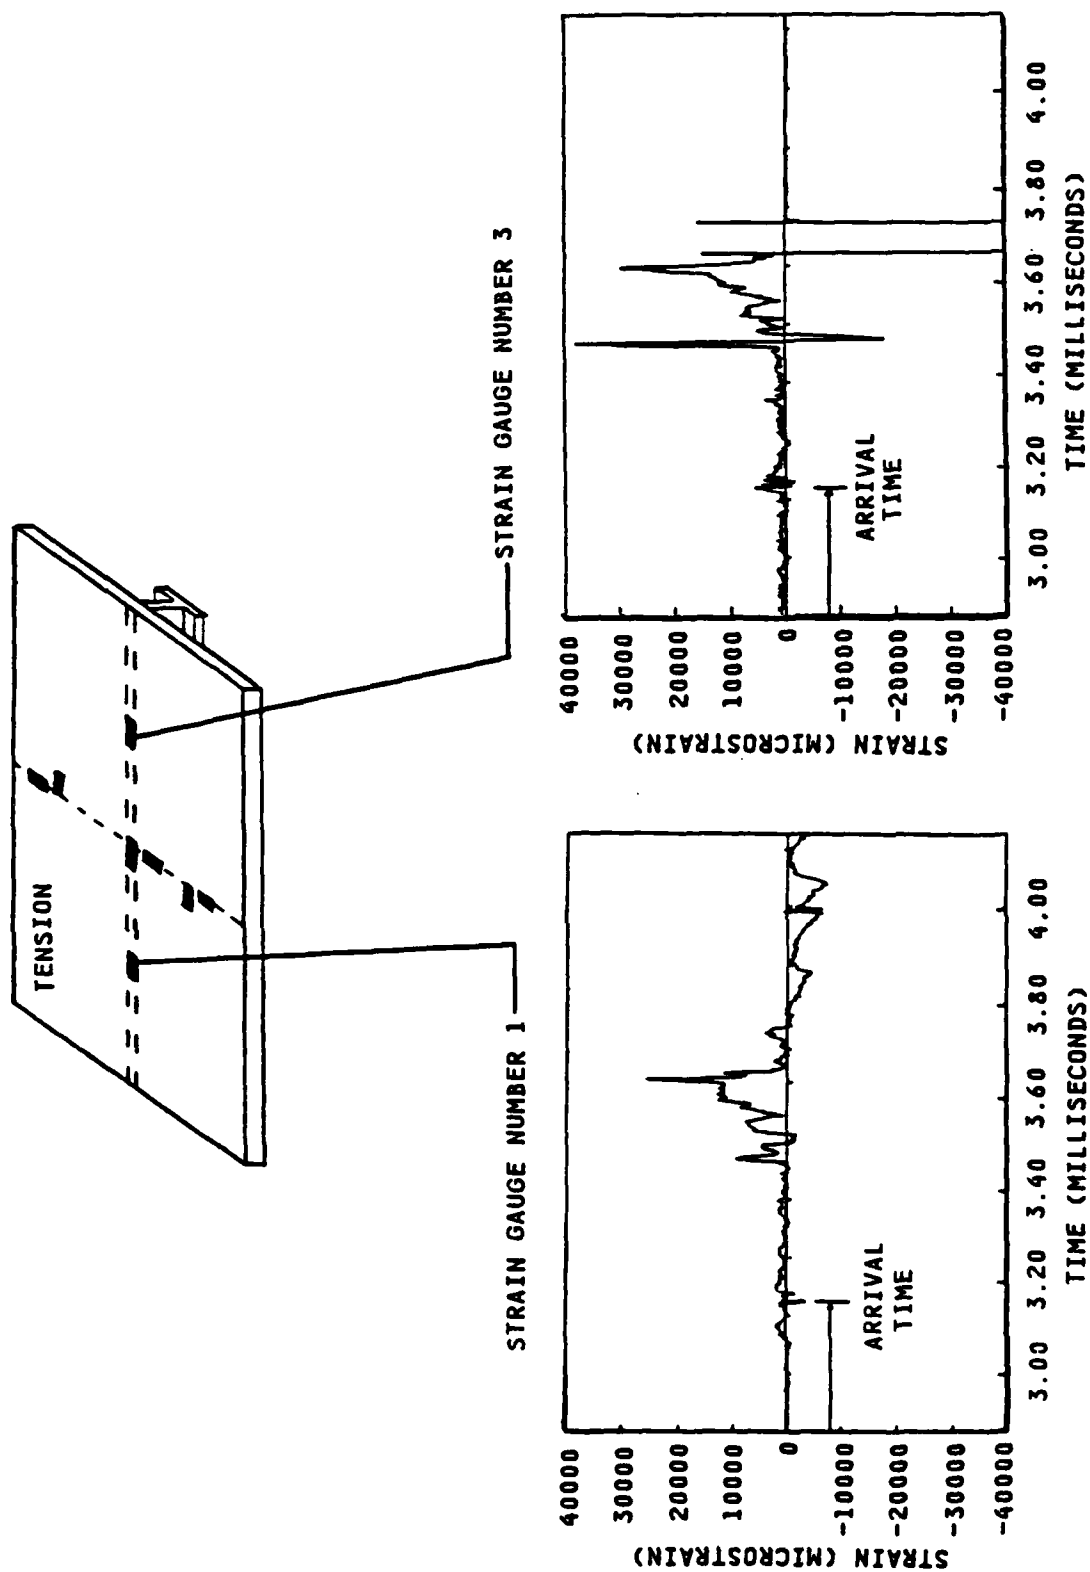 TENSION
STRAIN GAUGE NUMBER 1
STRAIN GAUGE NUMBER 3
STRAIN (MICROSTRAIN)
40000
30000
20000
10000
0
-10000
-20000
-30000
-40000
ARRIVAL
TIME
3.00
3.20
3.40
3.60
3.80
4.00
TIME (MILLISECONDS)
STRAIN (MICROSTRAIN)
40000
30000
20000
10000
0
-10000
-20000
-30000
-40000
ARRIVAL
TIME
3.00
3.20
3.40
3.60
3.80
4.00
TIME (MILLISECONDS)